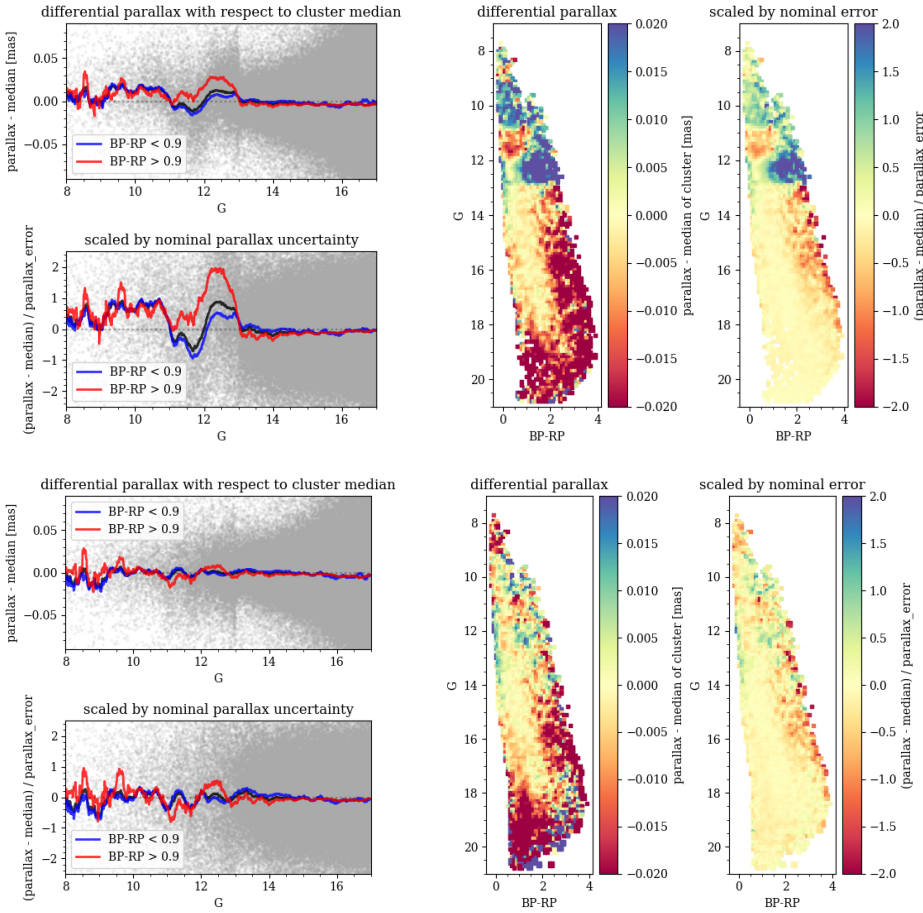 differential parallax with respect to cluster median
parallax - median [mas]
0.05
0.00
−0.05
BP-RP < 0.9
BP-RP > 0.9
8 10 12 14 16
G
scaled by nominal parallax uncertainty
(parallax - median) / parallax_error
2
1
0
−1
−2
BP-RP < 0.9
BP-RP > 0.9
8 10 12 14 16
G
differential parallax
G
8
10
12
14
16
18
20
0 2 4
BP-RP
0.020
0.015
0.010
0.005
0.000
−0.005
−0.010
−0.015
−0.020
parallax - median of cluster [mas]
scaled by nominal error
G
8
10
12
14
16
18
20
0 2 4
BP-RP
2.0
1.5
1.0
0.5
0.0
−0.5
−1.0
−1.5
−2.0
(parallax - median) / parallax_error
differential parallax with respect to cluster median
parallax - median [mas]
0.05
0.00
−0.05
BP-RP < 0.9
BP-RP > 0.9
8 10 12 14 16
G
scaled by nominal parallax uncertainty
(parallax - median) / parallax_error
2
1
0
−1
−2
BP-RP < 0.9
BP-RP > 0.9
8 10 12 14 16
G
differential parallax
G
8
10
12
14
16
18
20
0 2 4
BP-RP
0.020
0.015
0.010
0.005
0.000
−0.005
−0.010
−0.015
−0.020
parallax - median of cluster [mas]
scaled by nominal error
G
8
10
12
14
16
18
20
0 2 4
BP-RP
2.0
1.5
1.0
0.5
0.0
−0.5
−1.0
−1.5
−2.0
(parallax - median) / parallax_error